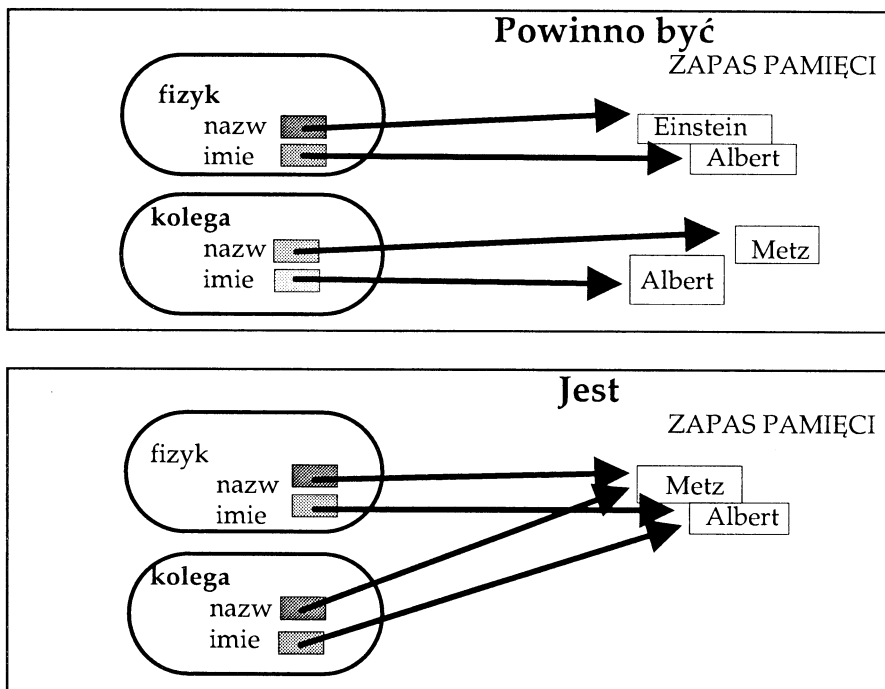 Powinno być
ZAPAS PAMIĘCI
fizyk
nazw
imie
Einstein
Albert
kolega
nazw
imie
Metz
Albert
Jest
ZAPAS PAMIĘCI
fizyk
nazw
imie
Metz
Albert
kolega
nazw
imie